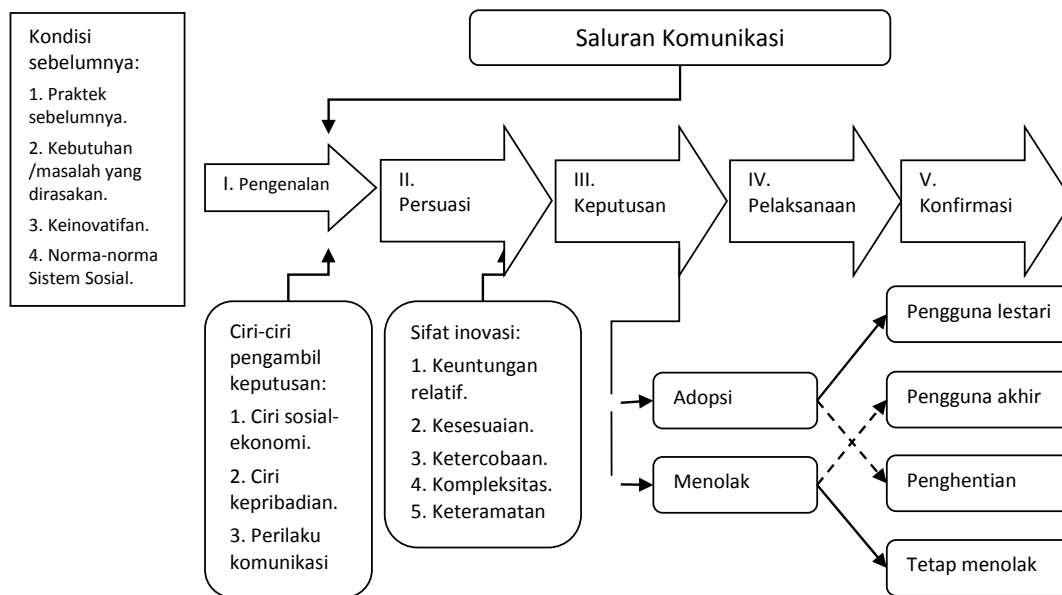 Kondisi
sebelumnya:
1. Praktek
sebelumnya.
2. Kebutuhan
/masalah yang
dirasakan.
3. Keinovatifan.
4. Norma-norma
Sistem Sosial.
Saluran Komunikasi
I. Pengenalan
II.
Persuasi
III.
Keputusan
IV.
Pelaksanaan
V.
Konfirmasi
Ciri-ciri
pengambil
keputusan:
1. Ciri sosial-
ekonomi.
2. Ciri
kepribadian.
3. Perilaku
komunikasi
Sifat inovasi:
1. Keuntungan
relatif.
2. Kesesuaian.
3. Ketercobaan.
4. Kompleksitas.
5. Keteramatan
Adopsi
Menolak
Pengguna lestari
Pengguna akhir
Penghentian
Tetap menolak